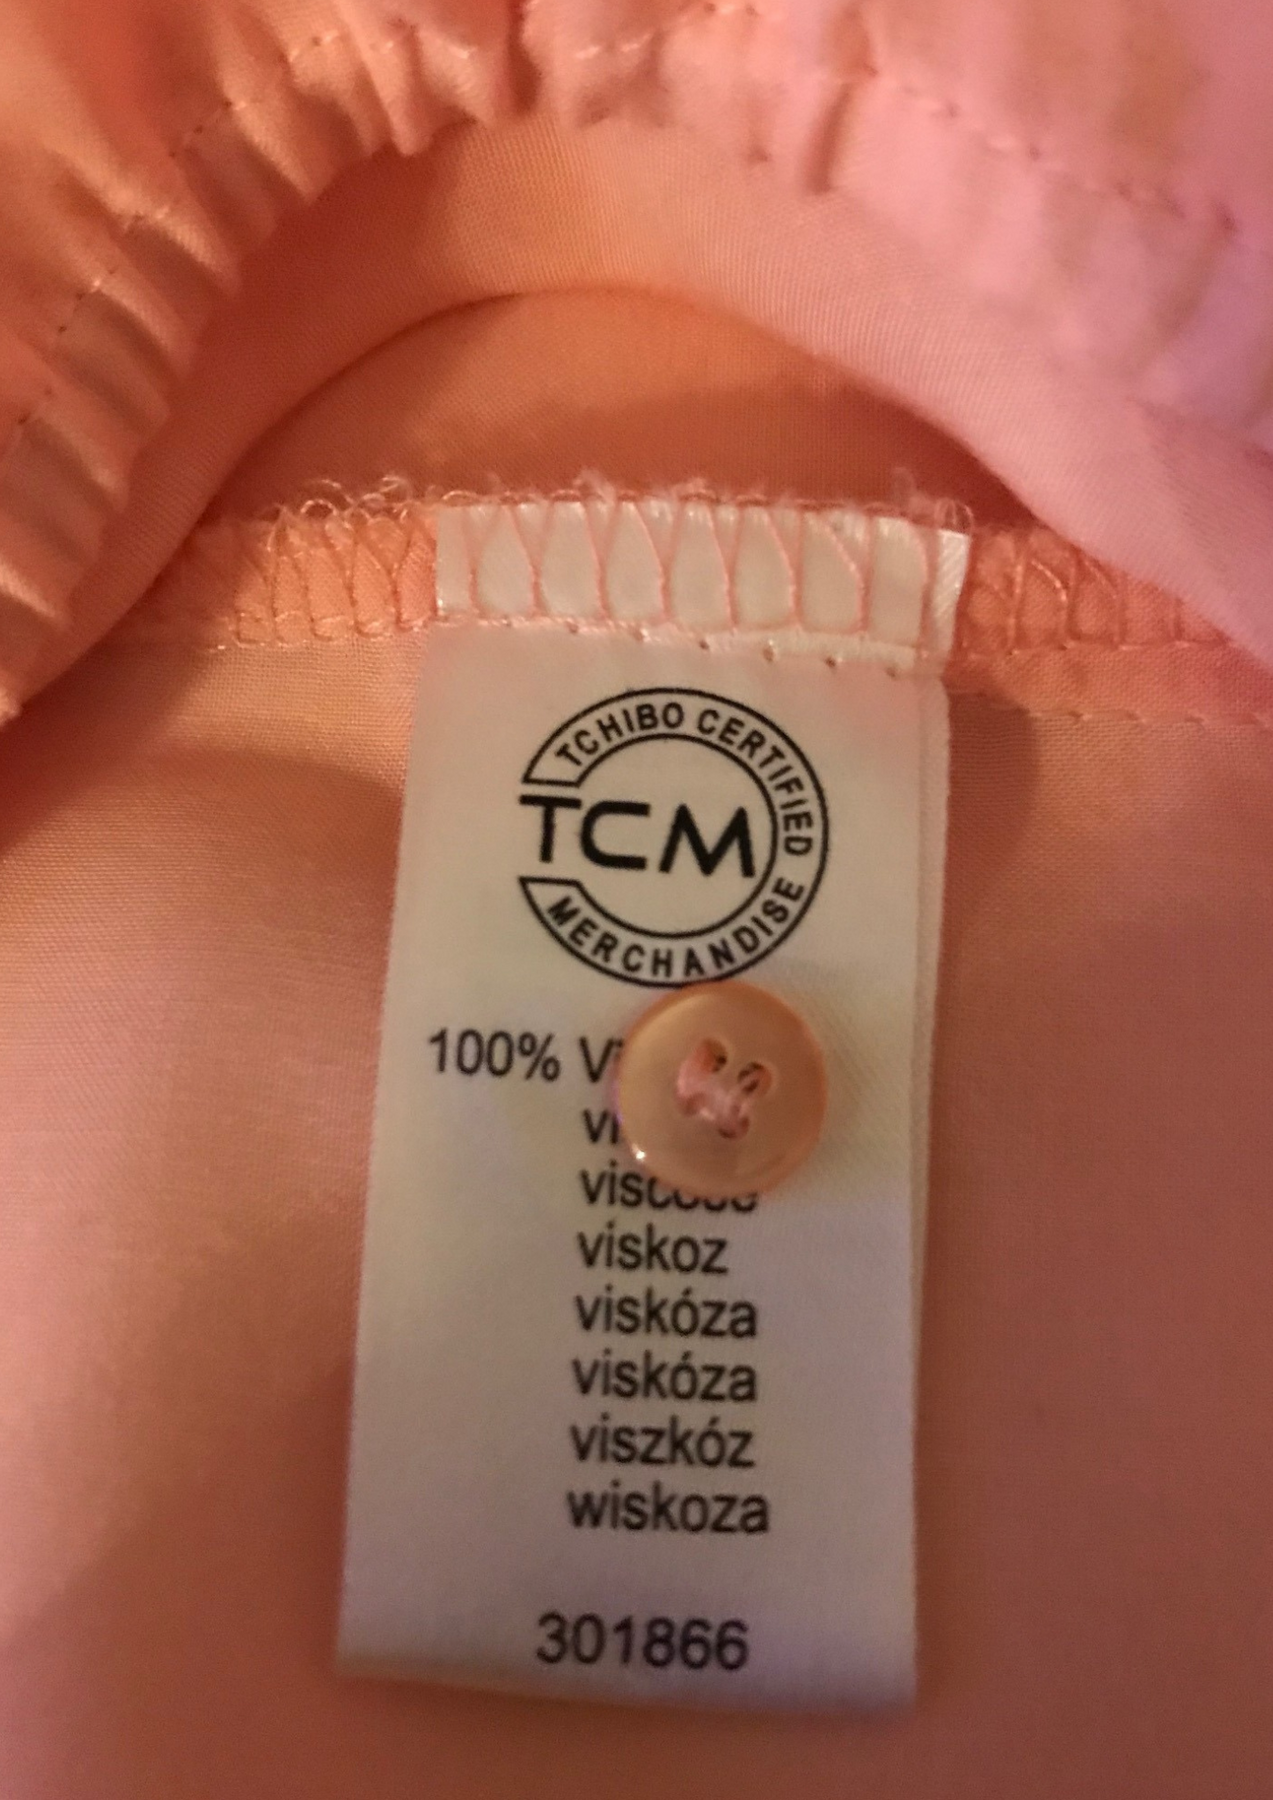 TCHIBO CERTIFIED
TCM
MERCHANDISE
100%
viskoz
viskóza
viskóza
viszkóz
wiskoza
301866